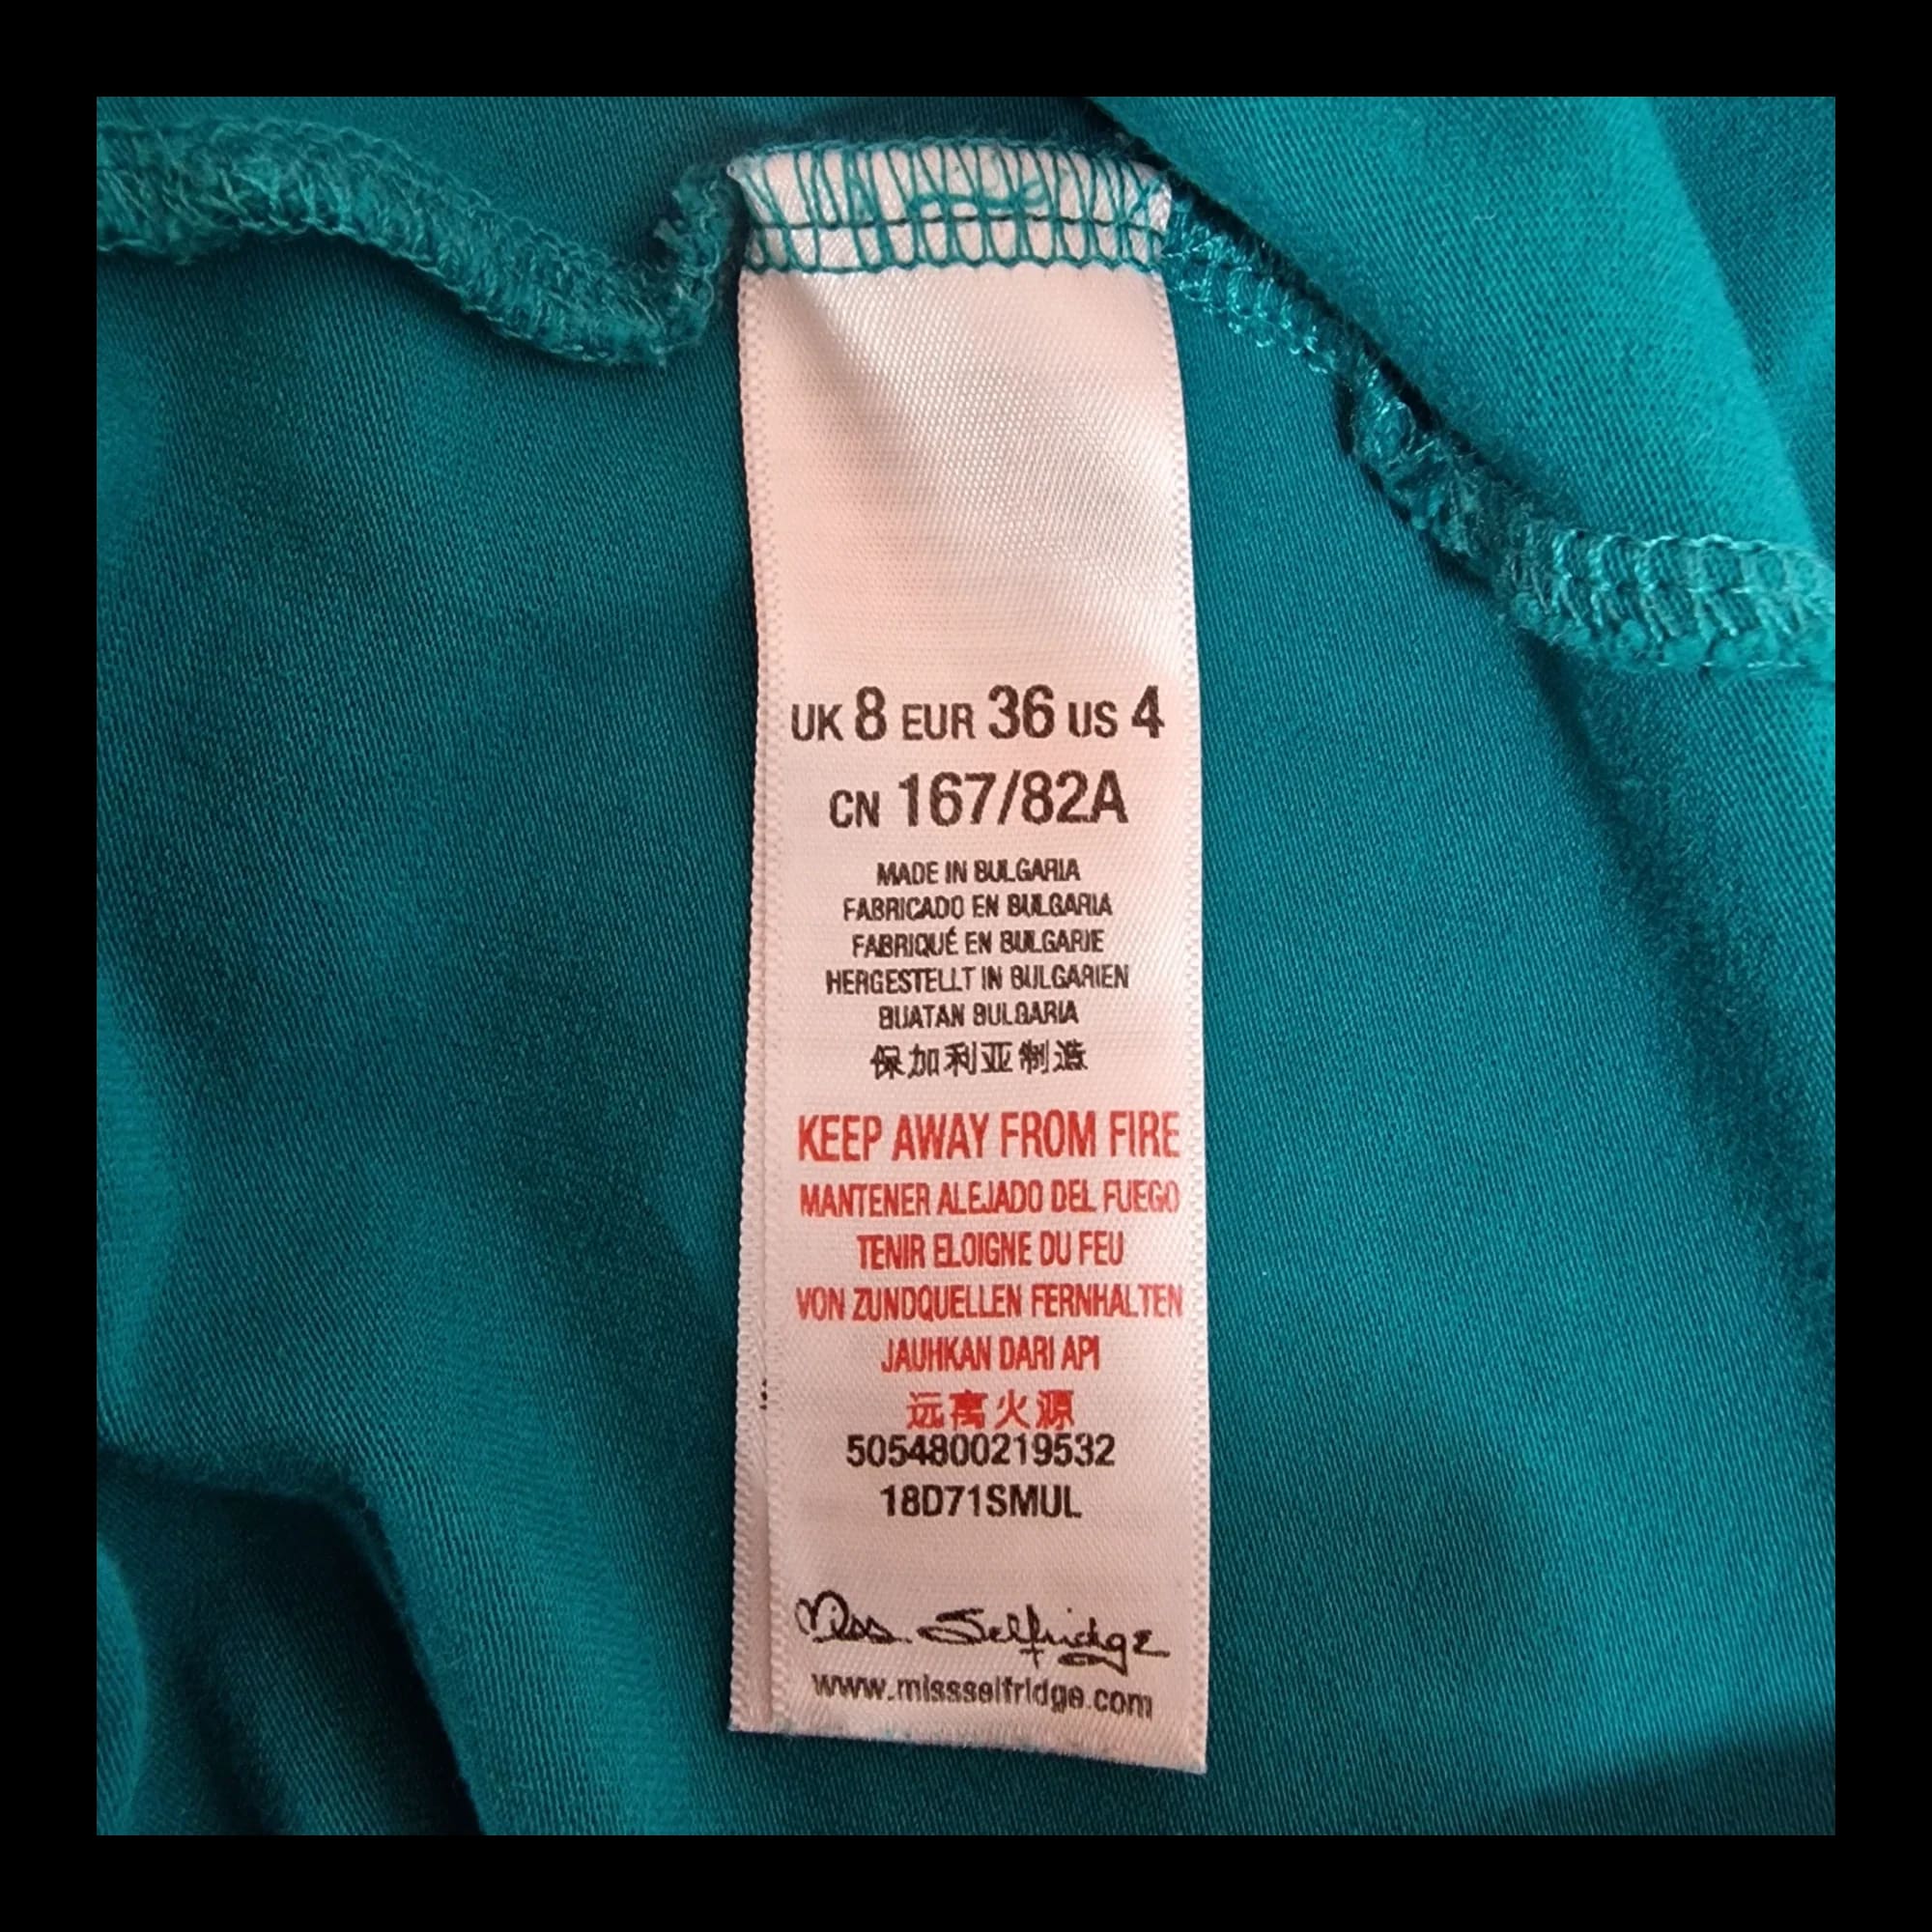 UK 8 EUR 36 US 4
CN 167/82A
MADE IN BULGARIA
FABRICADO EN BULGARIA
FABRIQUÉ EN BULGARIE
HERGESTELLT IN BULGARIEN
BUATAN BULGARIA
保加利亚制造
KEEP AWAY FROM FIRE
MANTENER ALEJADO DEL FUEGO
TENIR ELOIGNE DU FEU
VON ZUNDQUELLEN FERNHALTEN
JAUHKAN DARI API
远离火源
5054800219532
18D71SMUL
Miss Selfridge
www.missselfridge.com